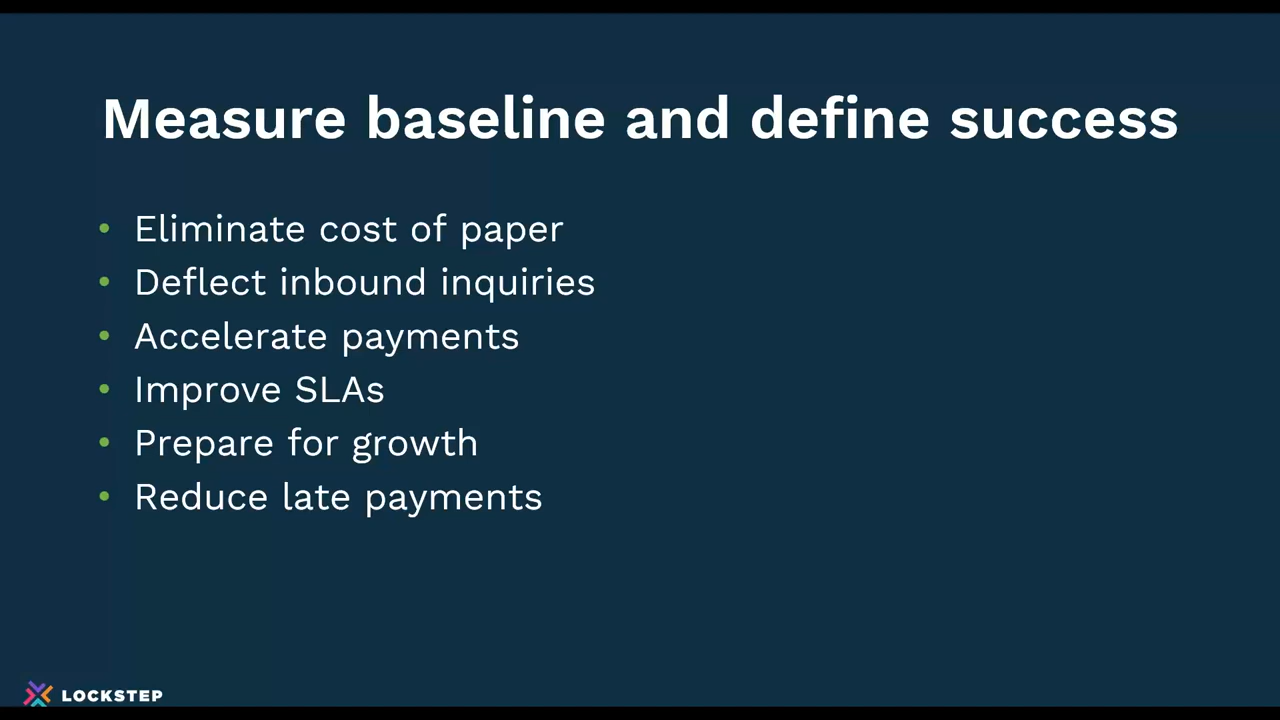 Measure baseline and define success
• Eliminate cost of paper
• Deflect inbound inquiries
• Accelerate payments
• Improve SLAs
• Prepare for growth
• Reduce late payments
LOCKSTEP